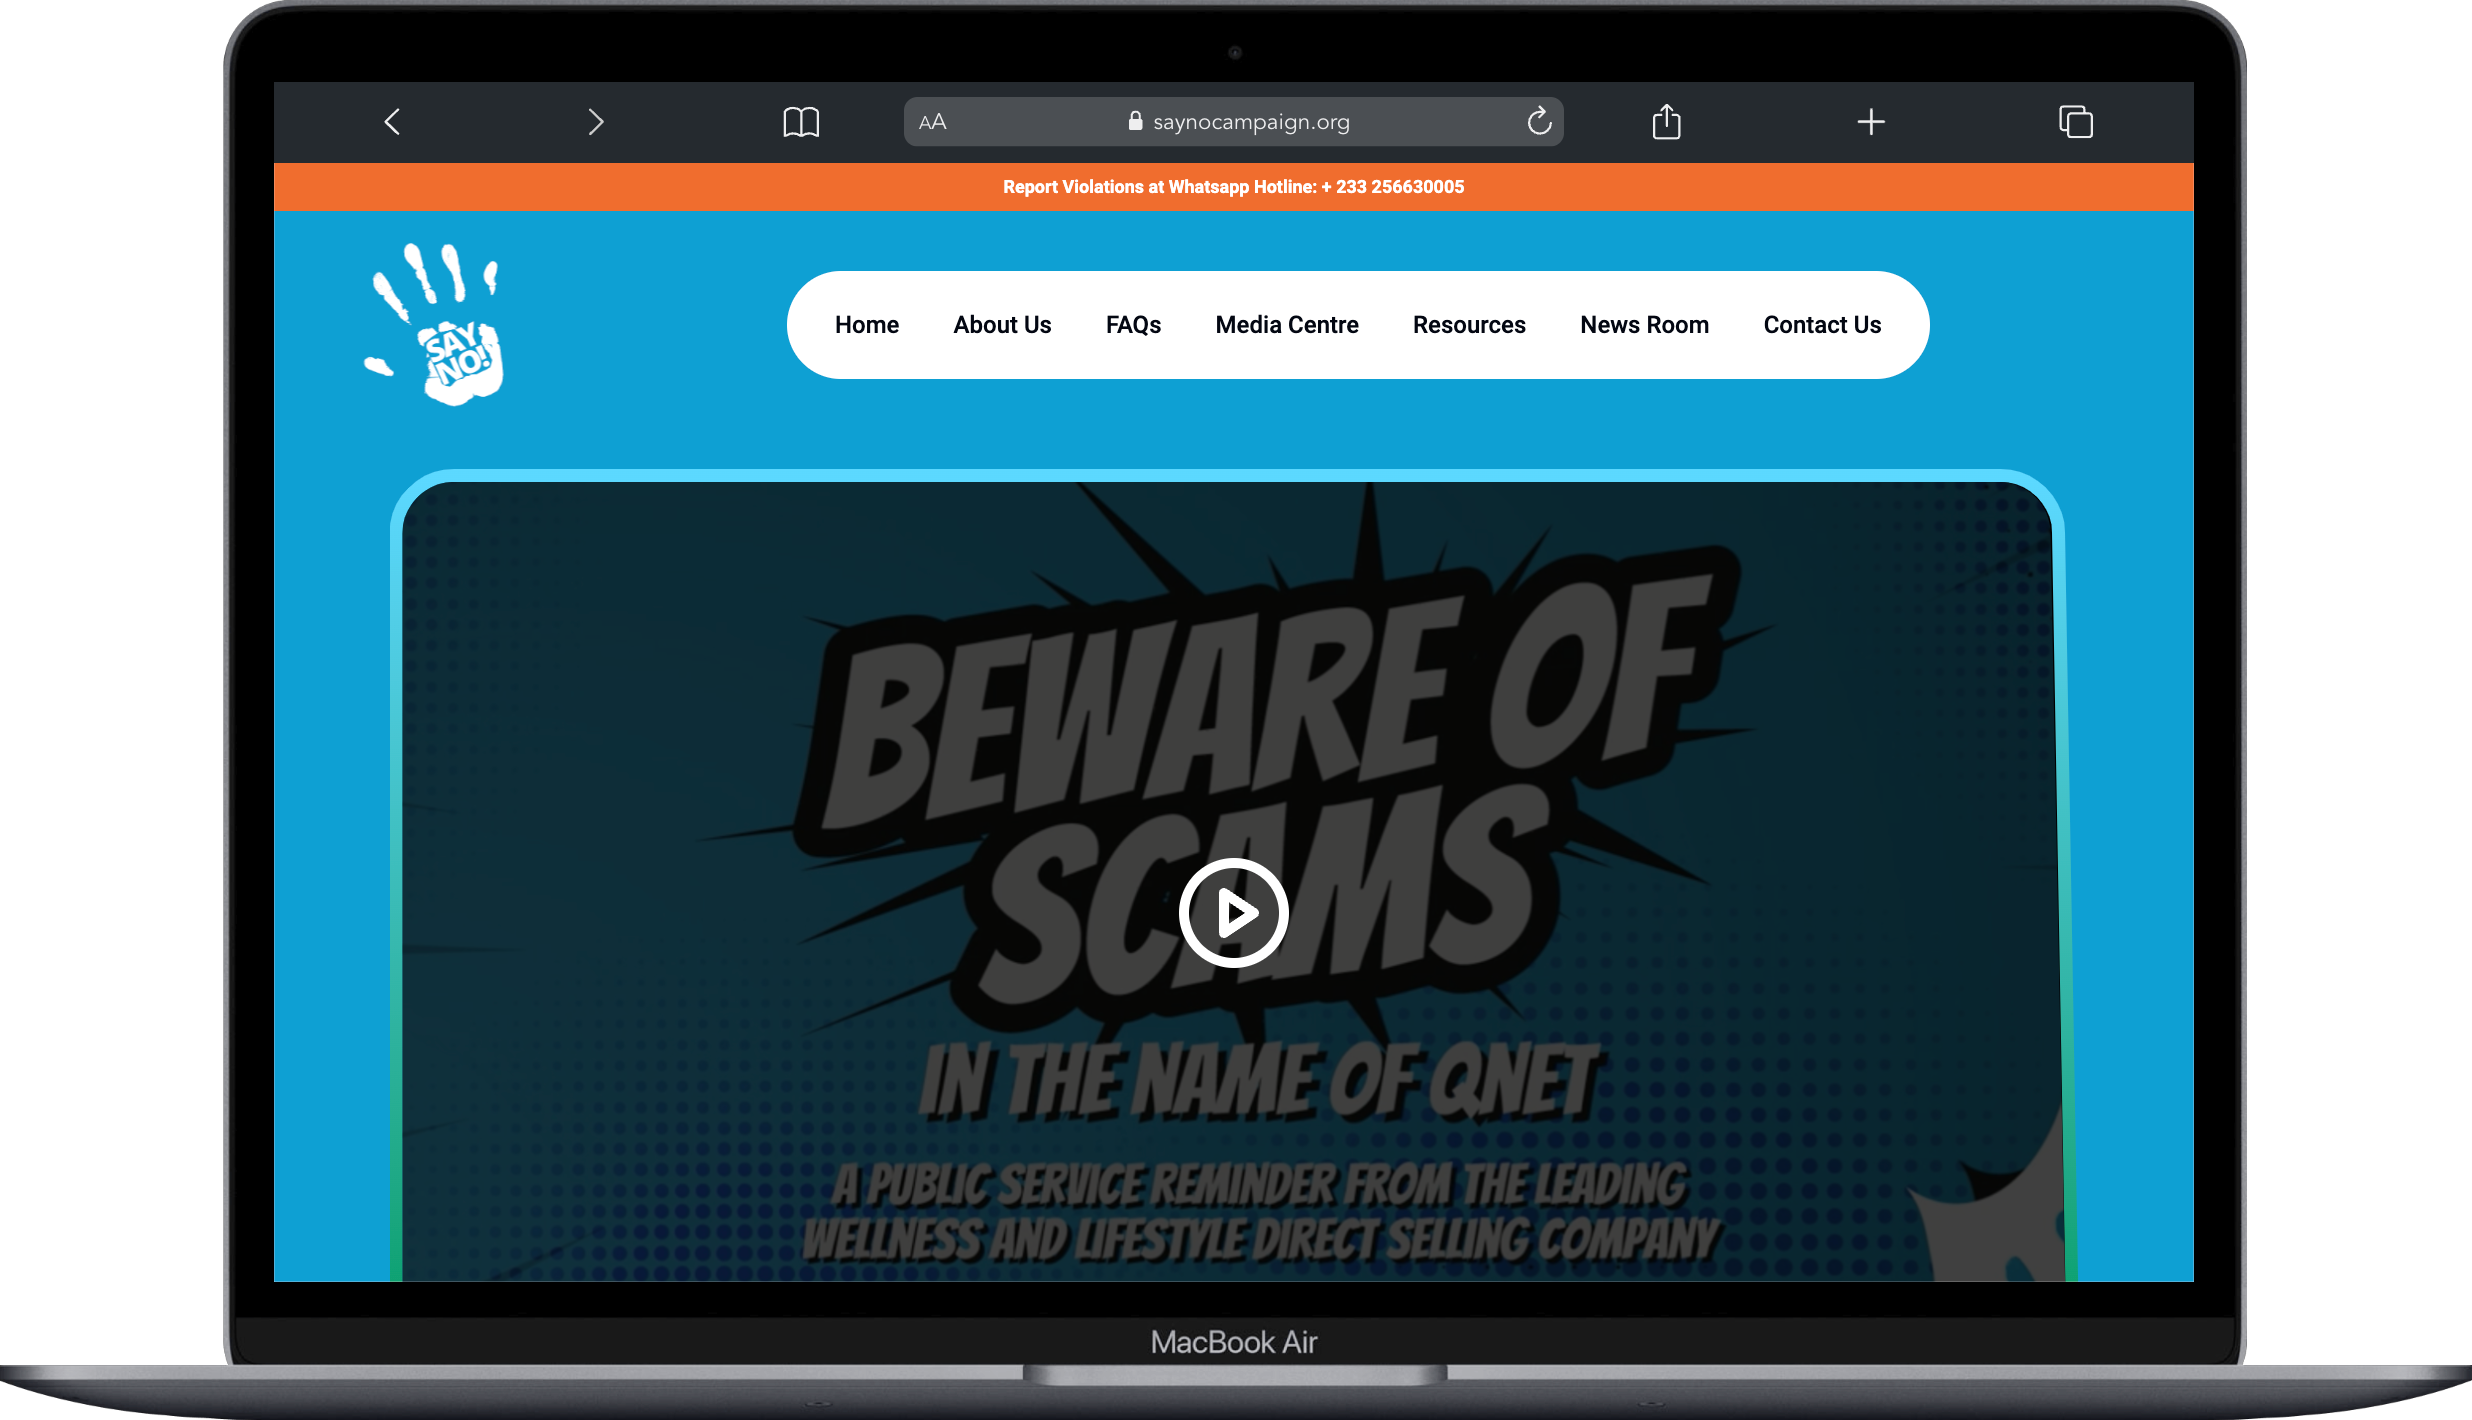 AA
saynocampaign.org
Report Violations at Whatsapp Hotline: + 233 256630005
SAY
NO!
Home About Us FAQs Media Centre Resources News Room Contact Us
BEWARE OF
SCAMS
IN THE NAME OF QNET
A PUBLIC SERVICE REMINDER FROM THE LEADING
WELLNESS AND LIFESTYLE DIRECT SELLING COMPANY
MacBook Air